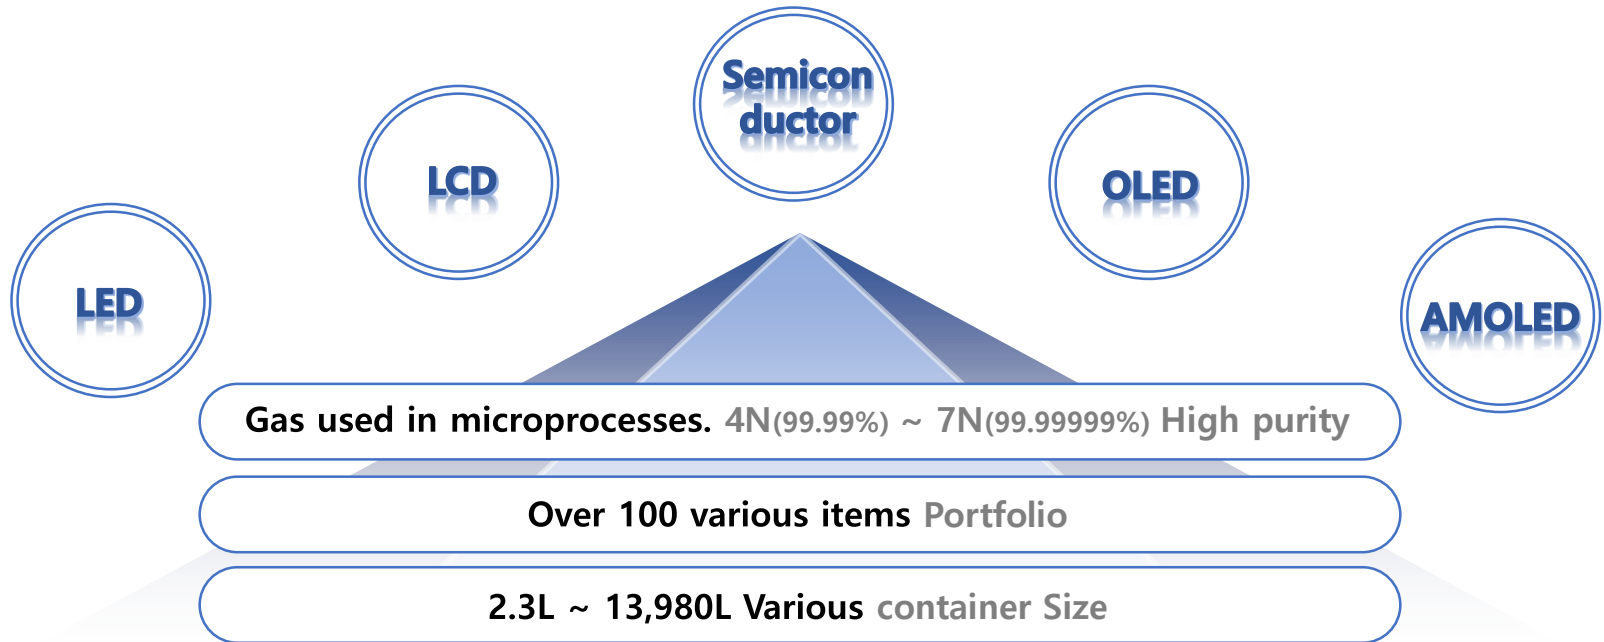 Semicon
ductor
LCD
OLED
LED
AMOLED
Gas used in microprocesses. 4N(99.99%) ~ 7N(99.99999%) High purity
Over 100 various items Portfolio
2.3L ~ 13,980L Various container Size